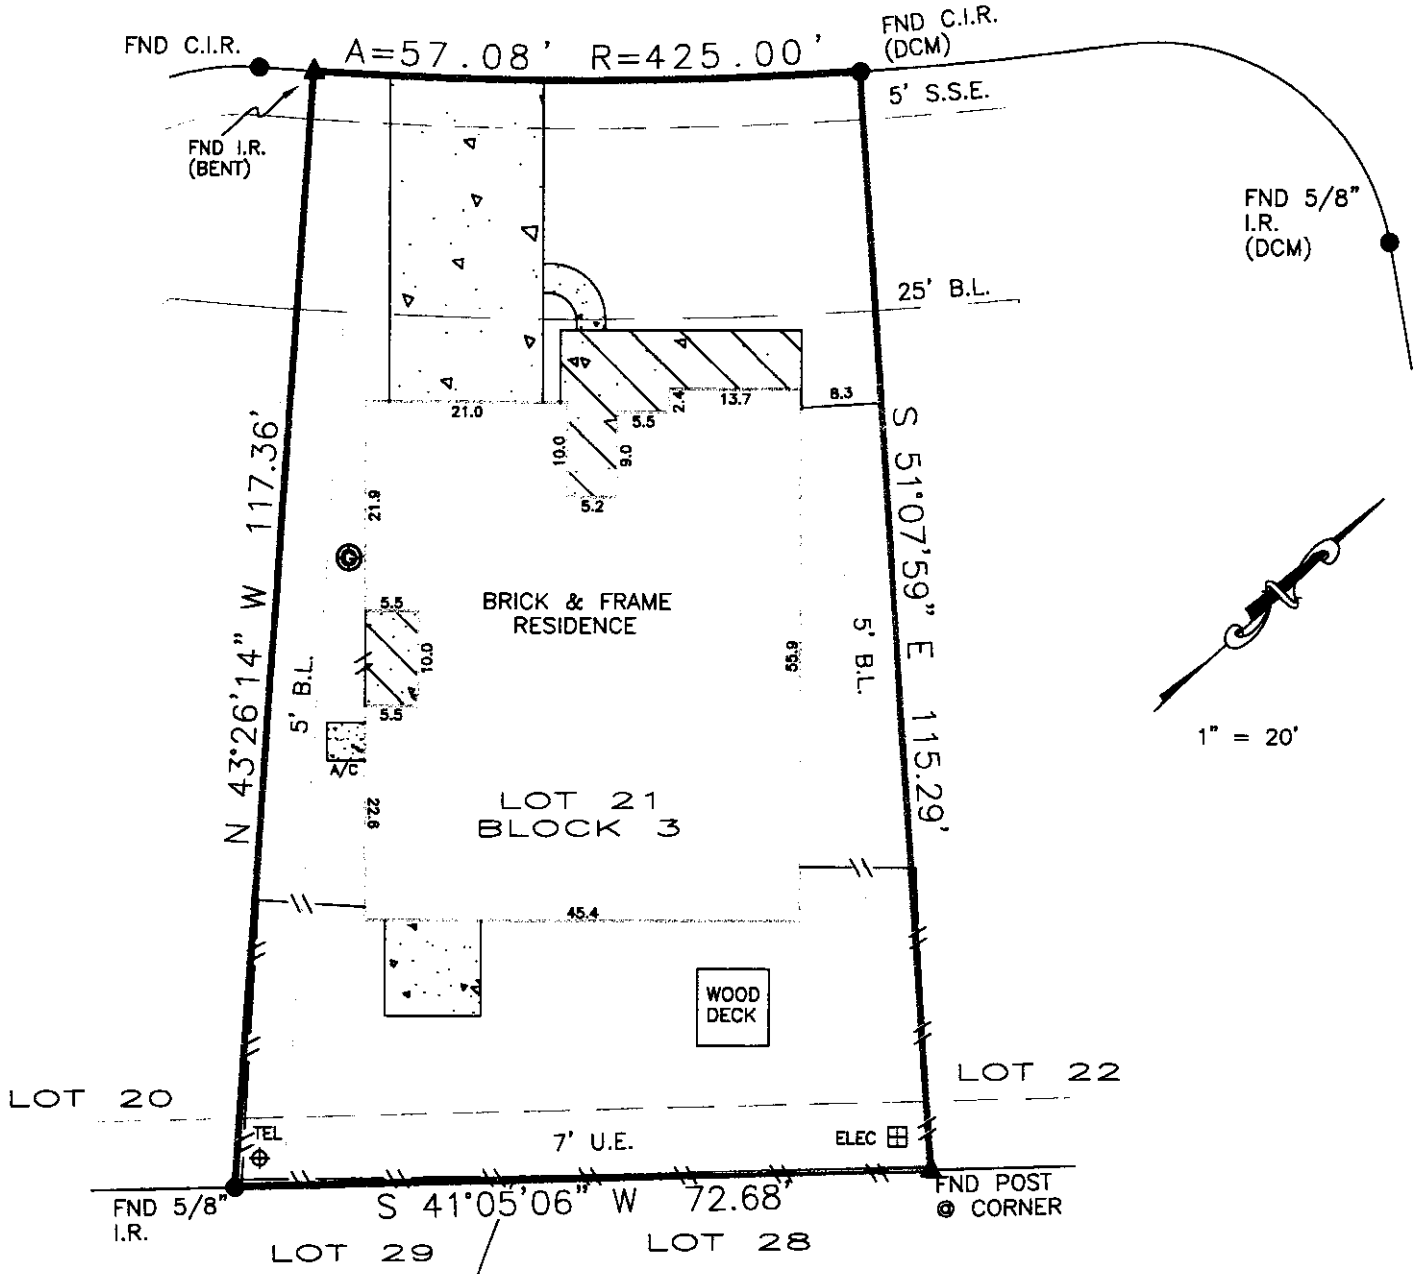 FND C.I.R.
A=57.08' R=425.00'
FND C.I.R.
(DCM)
5' S.S.E.
FND I.R.
(BENT)
FND 5/8"
I.R.
(DCM)
25' B.L.
21.0
5.5
2.4
13.7
8.3
10.0
9.0
5.2
21.9
N 43°26'14" W 117.36'
S 51°07'59" E 115.29'
5.5
10.0
5.5
BRICK & FRAME
RESIDENCE
55.9
5' B.L.
5' B.L.
1" = 20'
A/C
22.6
LOT 21
BLOCK 3
45.4
WOOD
DECK
LOT 20
LOT 22
TEL
7' U.E.
ELEC
FND 5/8"
I.R.
S 41°05'06" W 72.68'
FND POST
@ CORNER
LOT 29
LOT 28